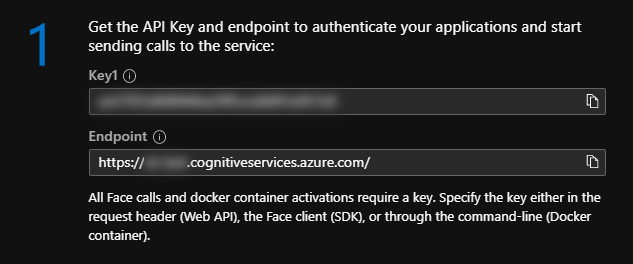 1
Get the API Key and endpoint to authenticate your applications and start
sending calls to the service:
Key1
Endpoint
https://
.cognitiveservices.azure.com/
All Face calls and docker container activations require a key. Specify the key either in the
request header (Web API), the Face client (SDK), or through the command-line (Docker
container).